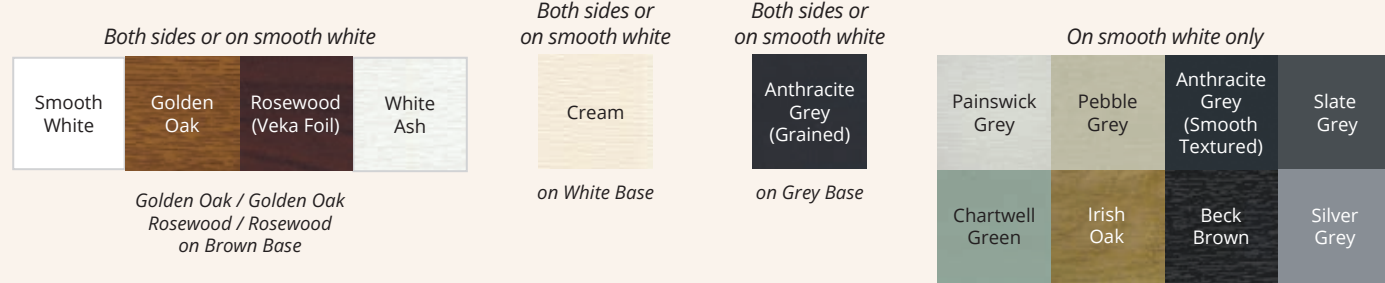 Both sides or on smooth white
Smooth
White
Golden
Oak
Rosewood
(Veka Foil)
White
Ash
Golden Oak / Golden Oak
Rosewood / Rosewood
on Brown Base
Both sides or
on smooth white
Cream
on White Base
Both sides or
on smooth white
Anthracite
Grey
(Grained)
on Grey Base
On smooth white only
Painswick
Grey
Pebble
Grey
Anthracite
Grey
(Smooth
Textured)
Slate
Grey
Chartwell
Green
Irish
Oak
Beck
Brown
Silver
Grey